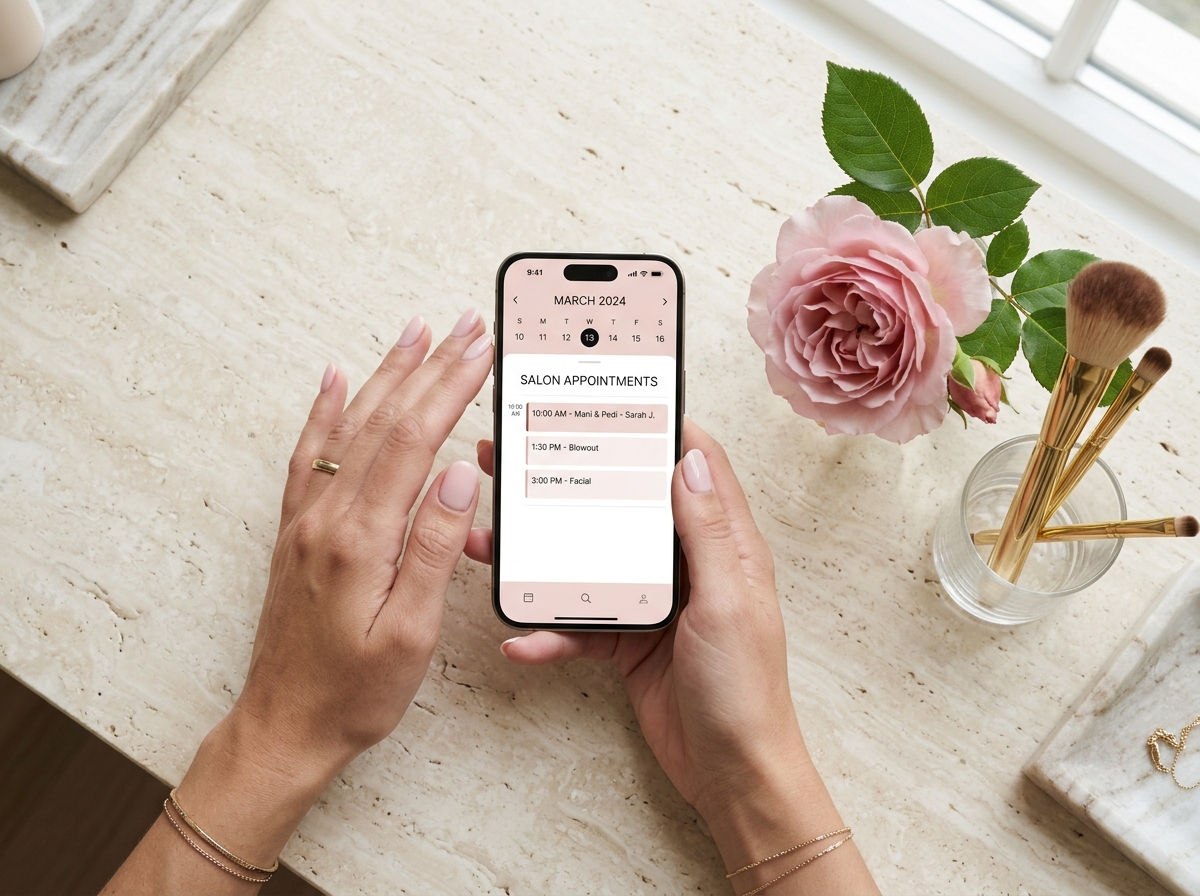 9:41
MARCH 2024
S M T W T F S
10 11 12 13 14 15 16
SALON APPOINTMENTS
10:00 AM
10:00 AM - Mani & Pedi - Sarah J.
1:30 PM - Blowout
3:00 PM - Facial